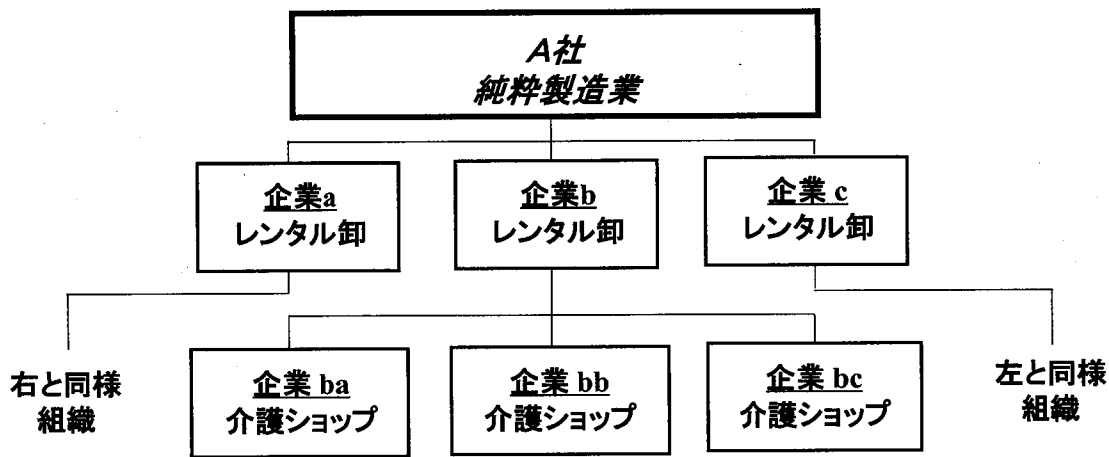 A社
純粋製造業
企業a
レンタル卸
企業b
レンタル卸
企業 c
レンタル卸
右と同様
組織
企業 ba
介護ショップ
企業 bb
介護ショップ
企業 bc
介護ショップ
左と同様
組織